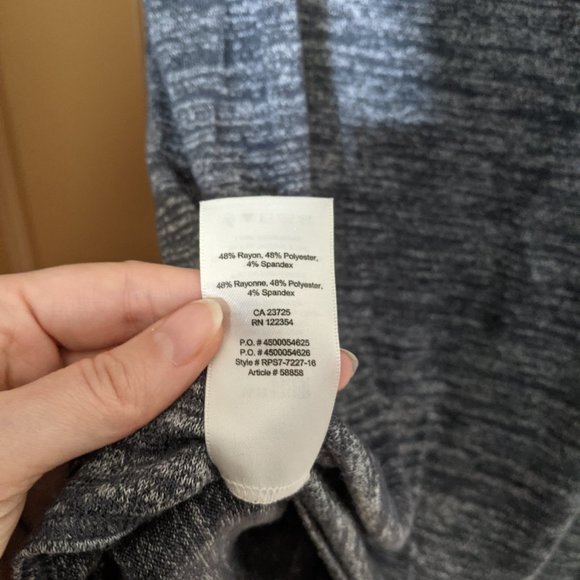 48% Rayon, 48% Polyester,
4% Spandex
48% Rayonne, 48% Polyester,
4% Spandex
CA 23725
RN 122354
P.O. # 4500054625
P.O. # 4500054626
Style # RPS7-7227-16
Article # 58858